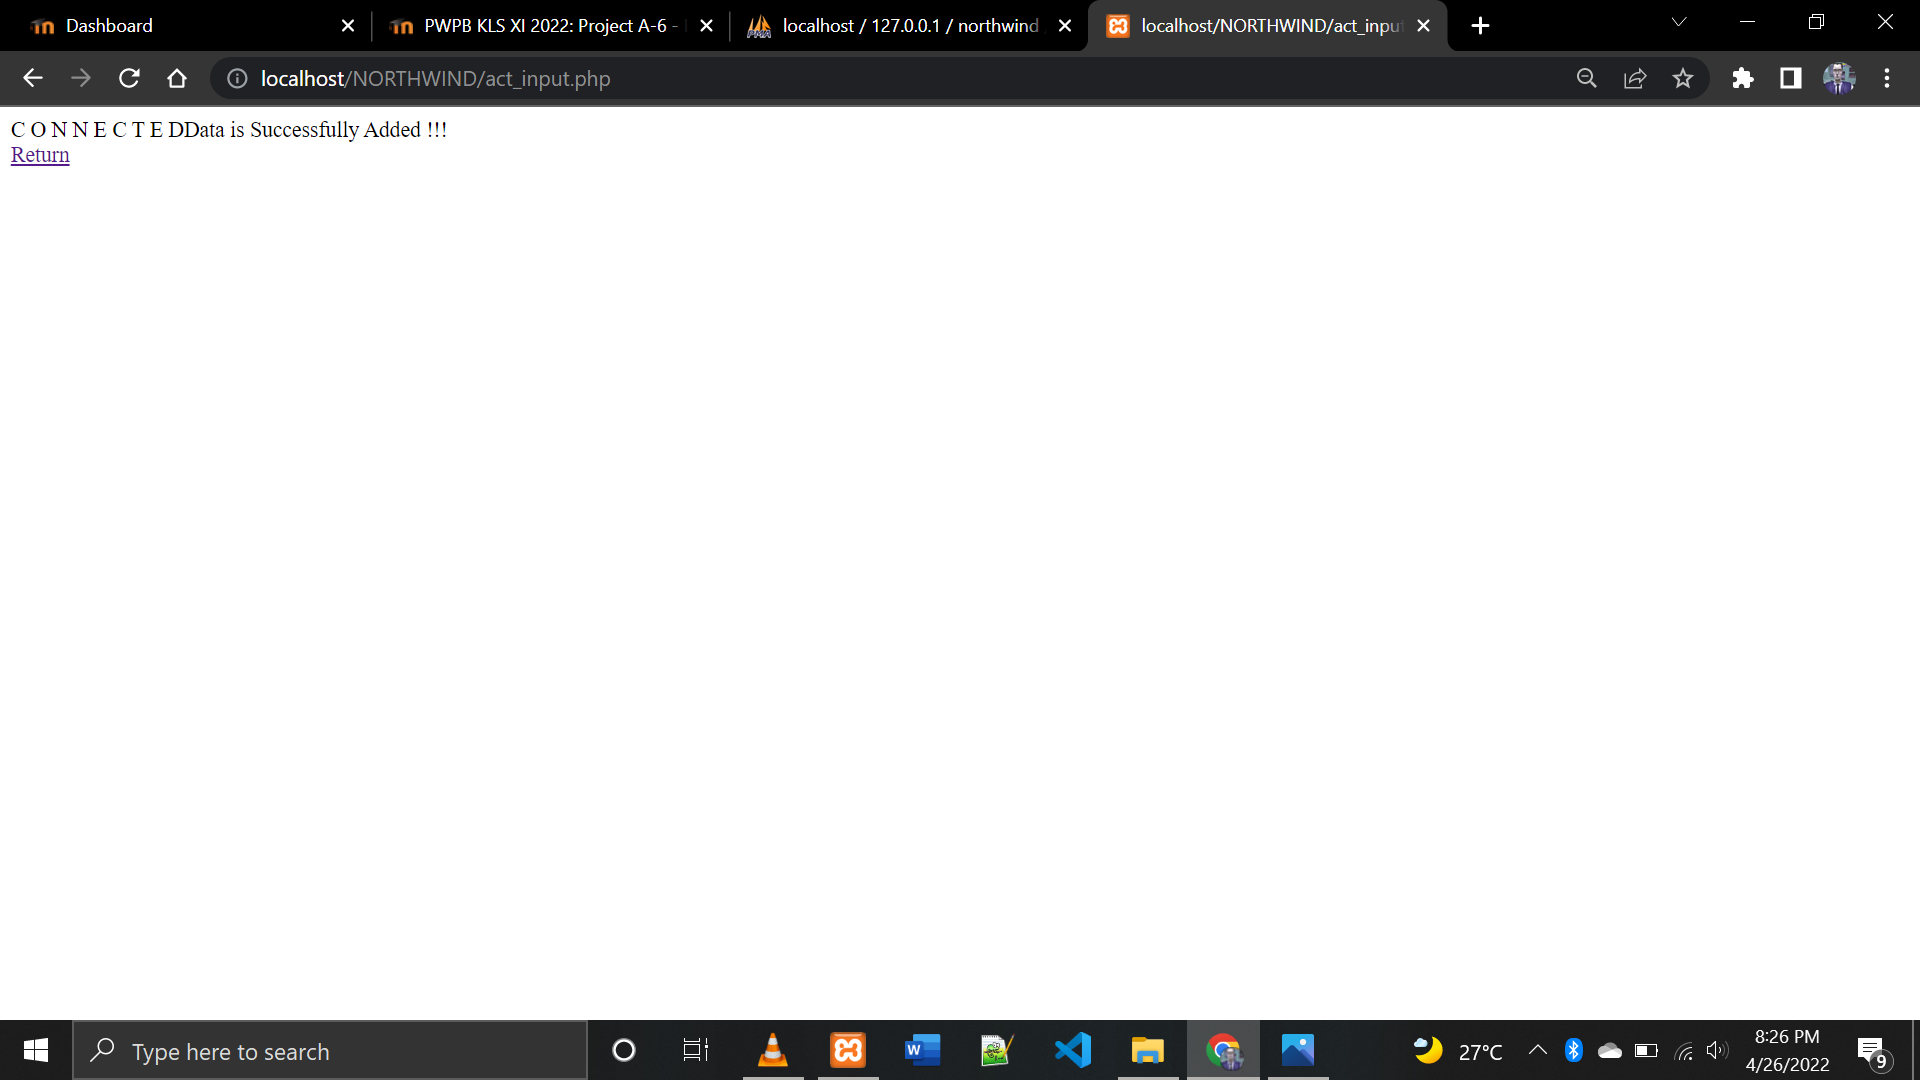 Dashboard
PWPB KLS XI 2022: Project A-6 -
localhost / 127.0.0.1 / northwind
localhost/NORTHWIND/act_input
localhost/NORTHWIND/act_input.php
C O N N E C T E DData is Successfully Added !!!
Return
Type here to search
27°C
8:26 PM
4/26/2022
9